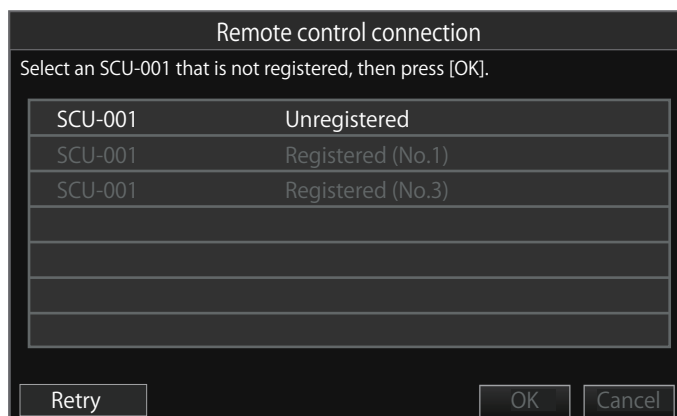 Remote control connection
Select an SCU-001 that is not registered, then press [OK].
SCU-001 Unregistered
SCU-001 Registered (No.1)
SCU-001 Registered (No.3)
Retry OK Cancel